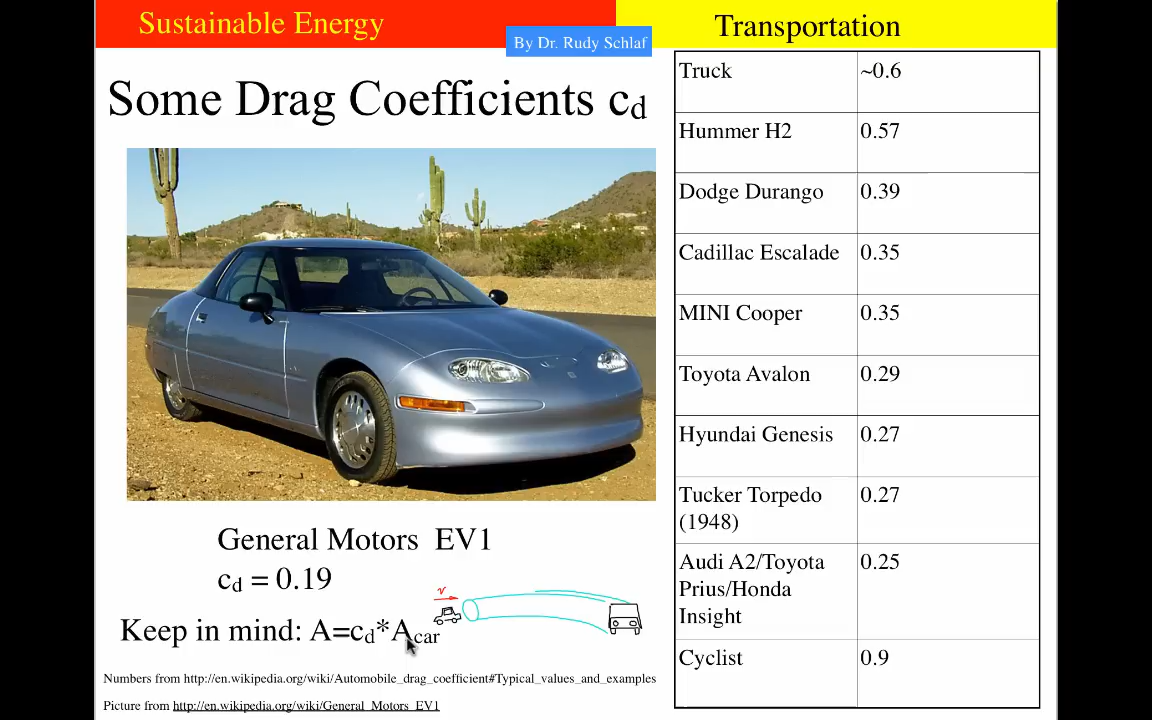 Sustainable Energy
By Dr. Rudy Schlaf
Transportation
Some Drag Coefficients cd
General Motors EV1
cd = 0.19
v
Keep in mind: A=cd*Acar
Numbers from http://en.wikipedia.org/wiki/Automobile_drag_coefficient#Typical_values_and_examples
Picture from http://en.wikipedia.org/wiki/General_Motors_EV1
Truck ~0.6
Hummer H2 0.57
Dodge Durango 0.39
Cadillac Escalade 0.35
MINI Cooper 0.35
Toyota Avalon 0.29
Hyundai Genesis 0.27
Tucker Torpedo 0.27
(1948)
Audi A2/Toyota 0.25
Prius/Honda
Insight
Cyclist 0.9